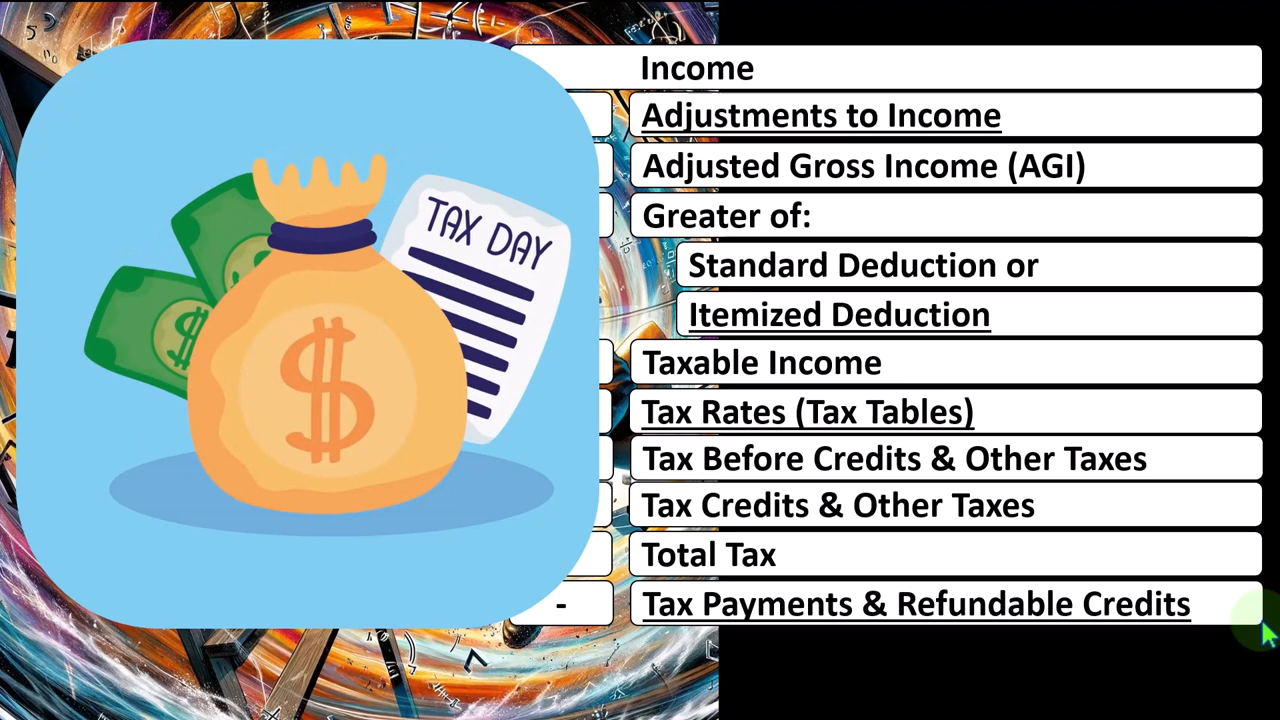 Income
Adjustments to Income
Adjusted Gross Income (AGI)
Greater of:
Standard Deduction or
Itemized Deduction
Taxable Income
Tax Rates (Tax Tables)
Tax Before Credits & Other Taxes
Tax Credits & Other Taxes
Total Tax
- Tax Payments & Refundable Credits
TAX DAY
$
$